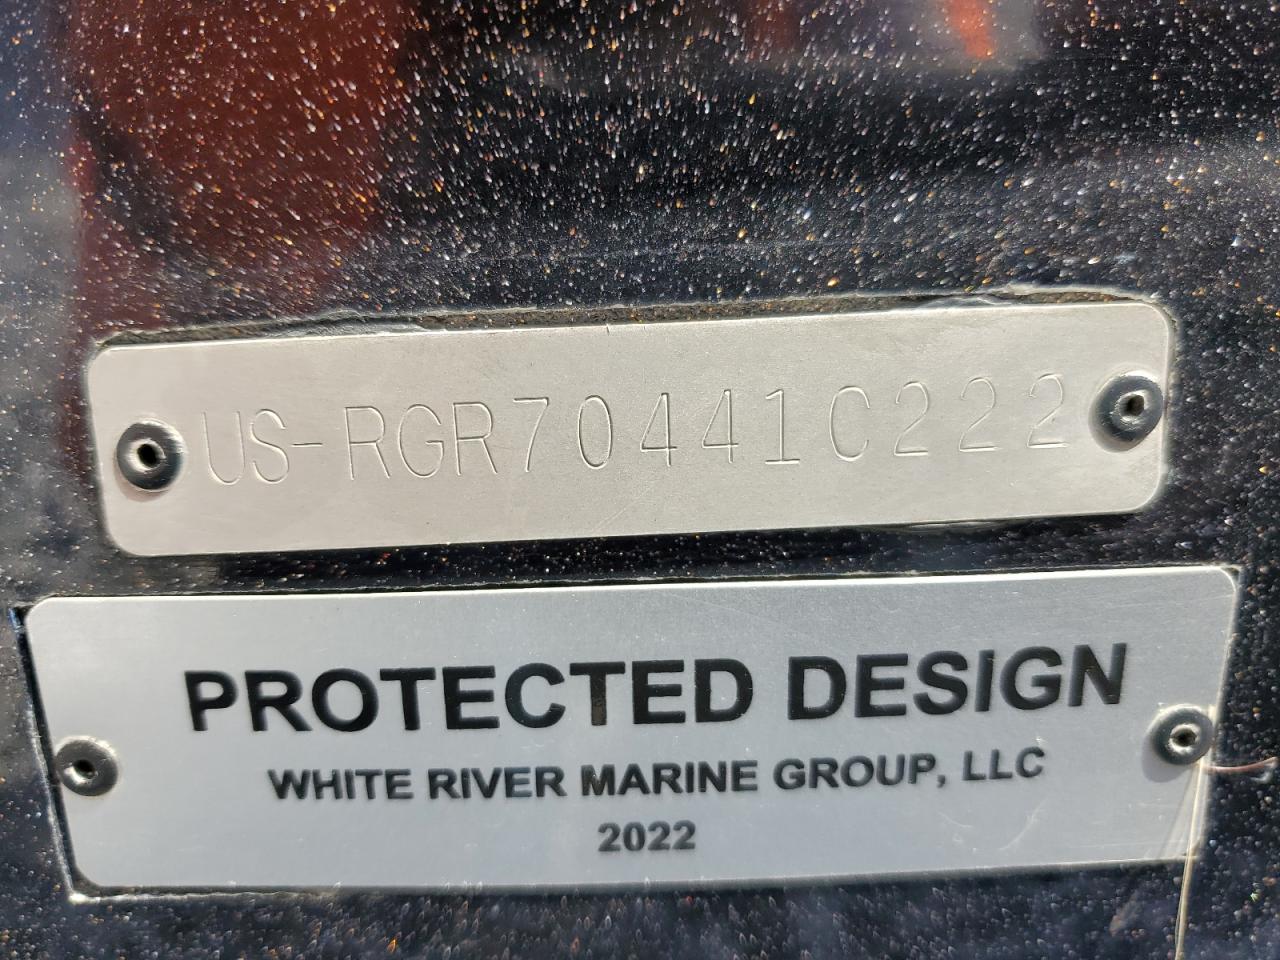 US-RGR70441C222
PROTECTED DESIGN
WHITE RIVER MARINE GROUP, LLC
2022